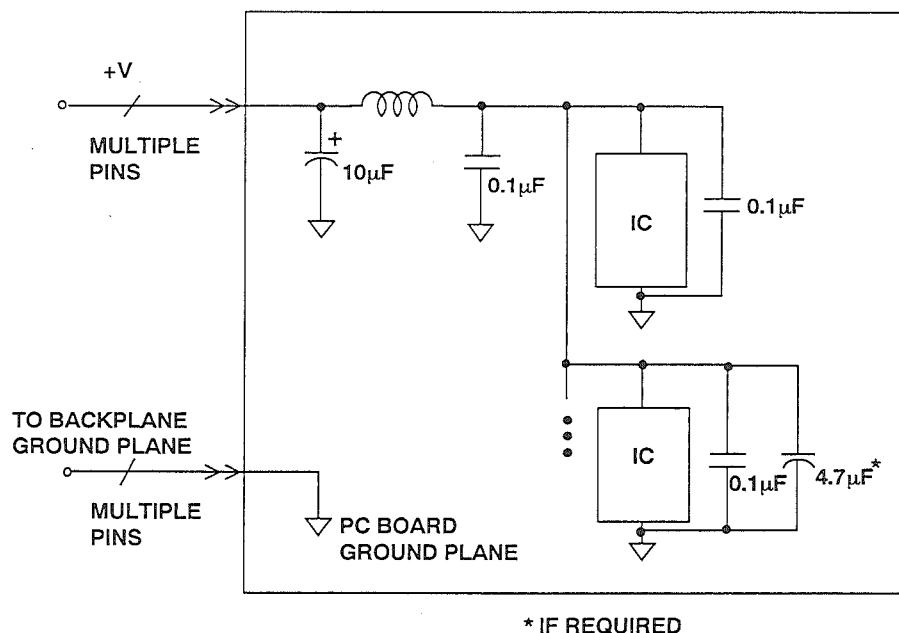 +V
MULTIPLE
PINS
+
10μF
0.1μF
IC
0.1μF
TO BACKPLANE
GROUND PLANE
MULTIPLE
PINS
PC BOARD
GROUND PLANE
IC
0.1μF
4.7μF*
* IF REQUIRED